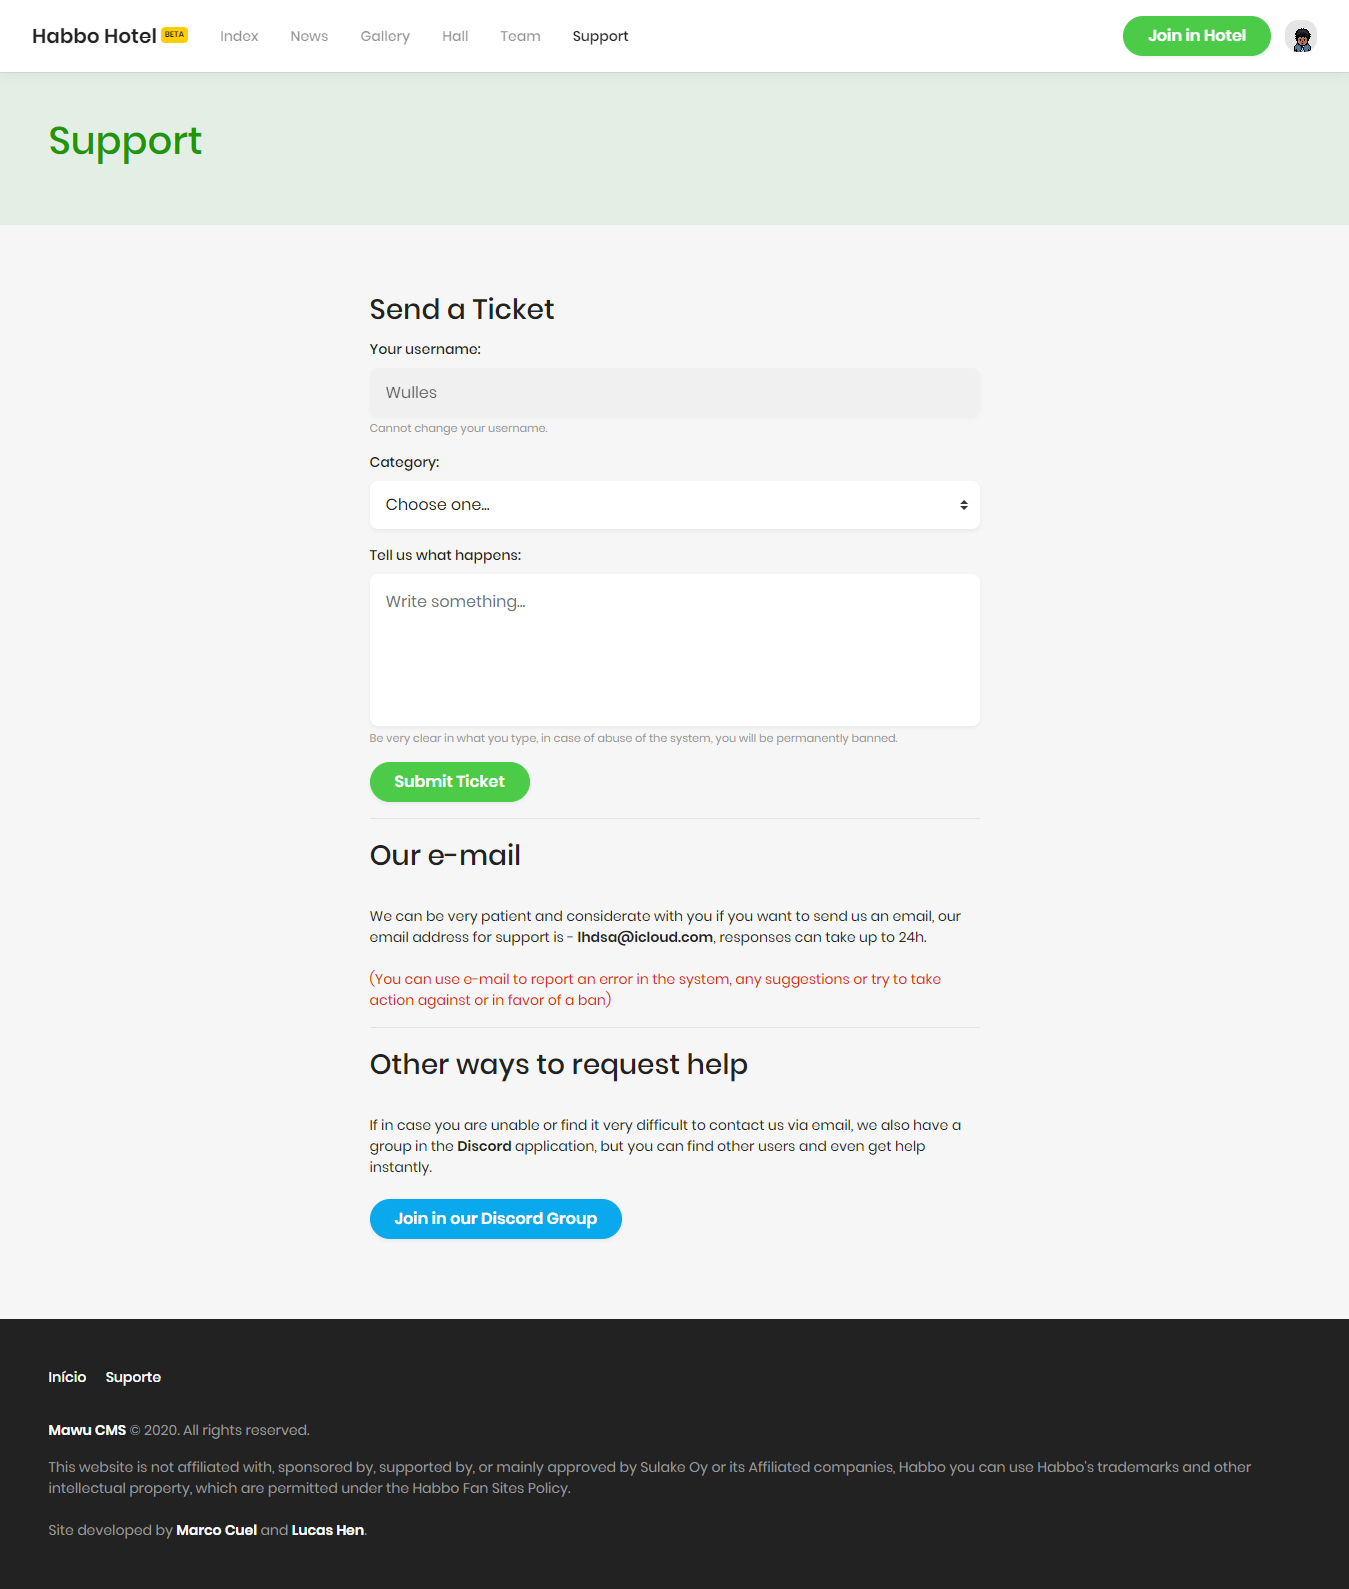 Habbo Hotel BETA Index News Gallery Hall Team Support Join in Hotel
Support
Send a Ticket
Your username:
Wulles
Cannot change your username.
Category:
Choose one...
Tell us what happens:
Write something...
Be very clear in what you type, in case of abuse of the system, you will be permanently banned.
Submit Ticket
Our e-mail
We can be very patient and considerate with you if you want to send us an email, our
email address for support is - lhdsa@icloud.com, responses can take up to 24h.
(You can use e-mail to report an error in the system, any suggestions or try to take
action against or in favor of a ban)
Other ways to request help
If in case you are unable or find it very difficult to contact us via email, we also have a
group in the Discord application, but you can find other users and even get help
instantly.
Join in our Discord Group
Início Suporte
Mawu CMS © 2020. All rights reserved.
This website is not affiliated with, sponsored by, supported by, or mainly approved by Sulake Oy or its Affiliated companies, Habbo you can use Habbo's trademarks and other
intellectual property, which are permitted under the Habbo Fan Sites Policy.
Site developed by Marco Cuel and Lucas Hen.